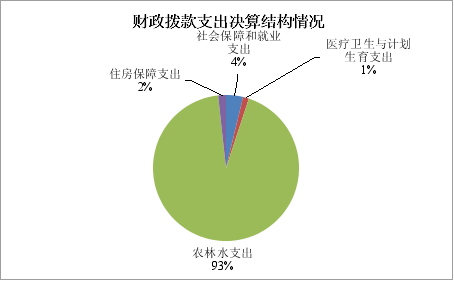 财政拨款支出决算结构情况
社会保障和就业
支出
4%
医疗卫生与计划
生育支出
1%
住房保障支出
2%
农林水支出
93%